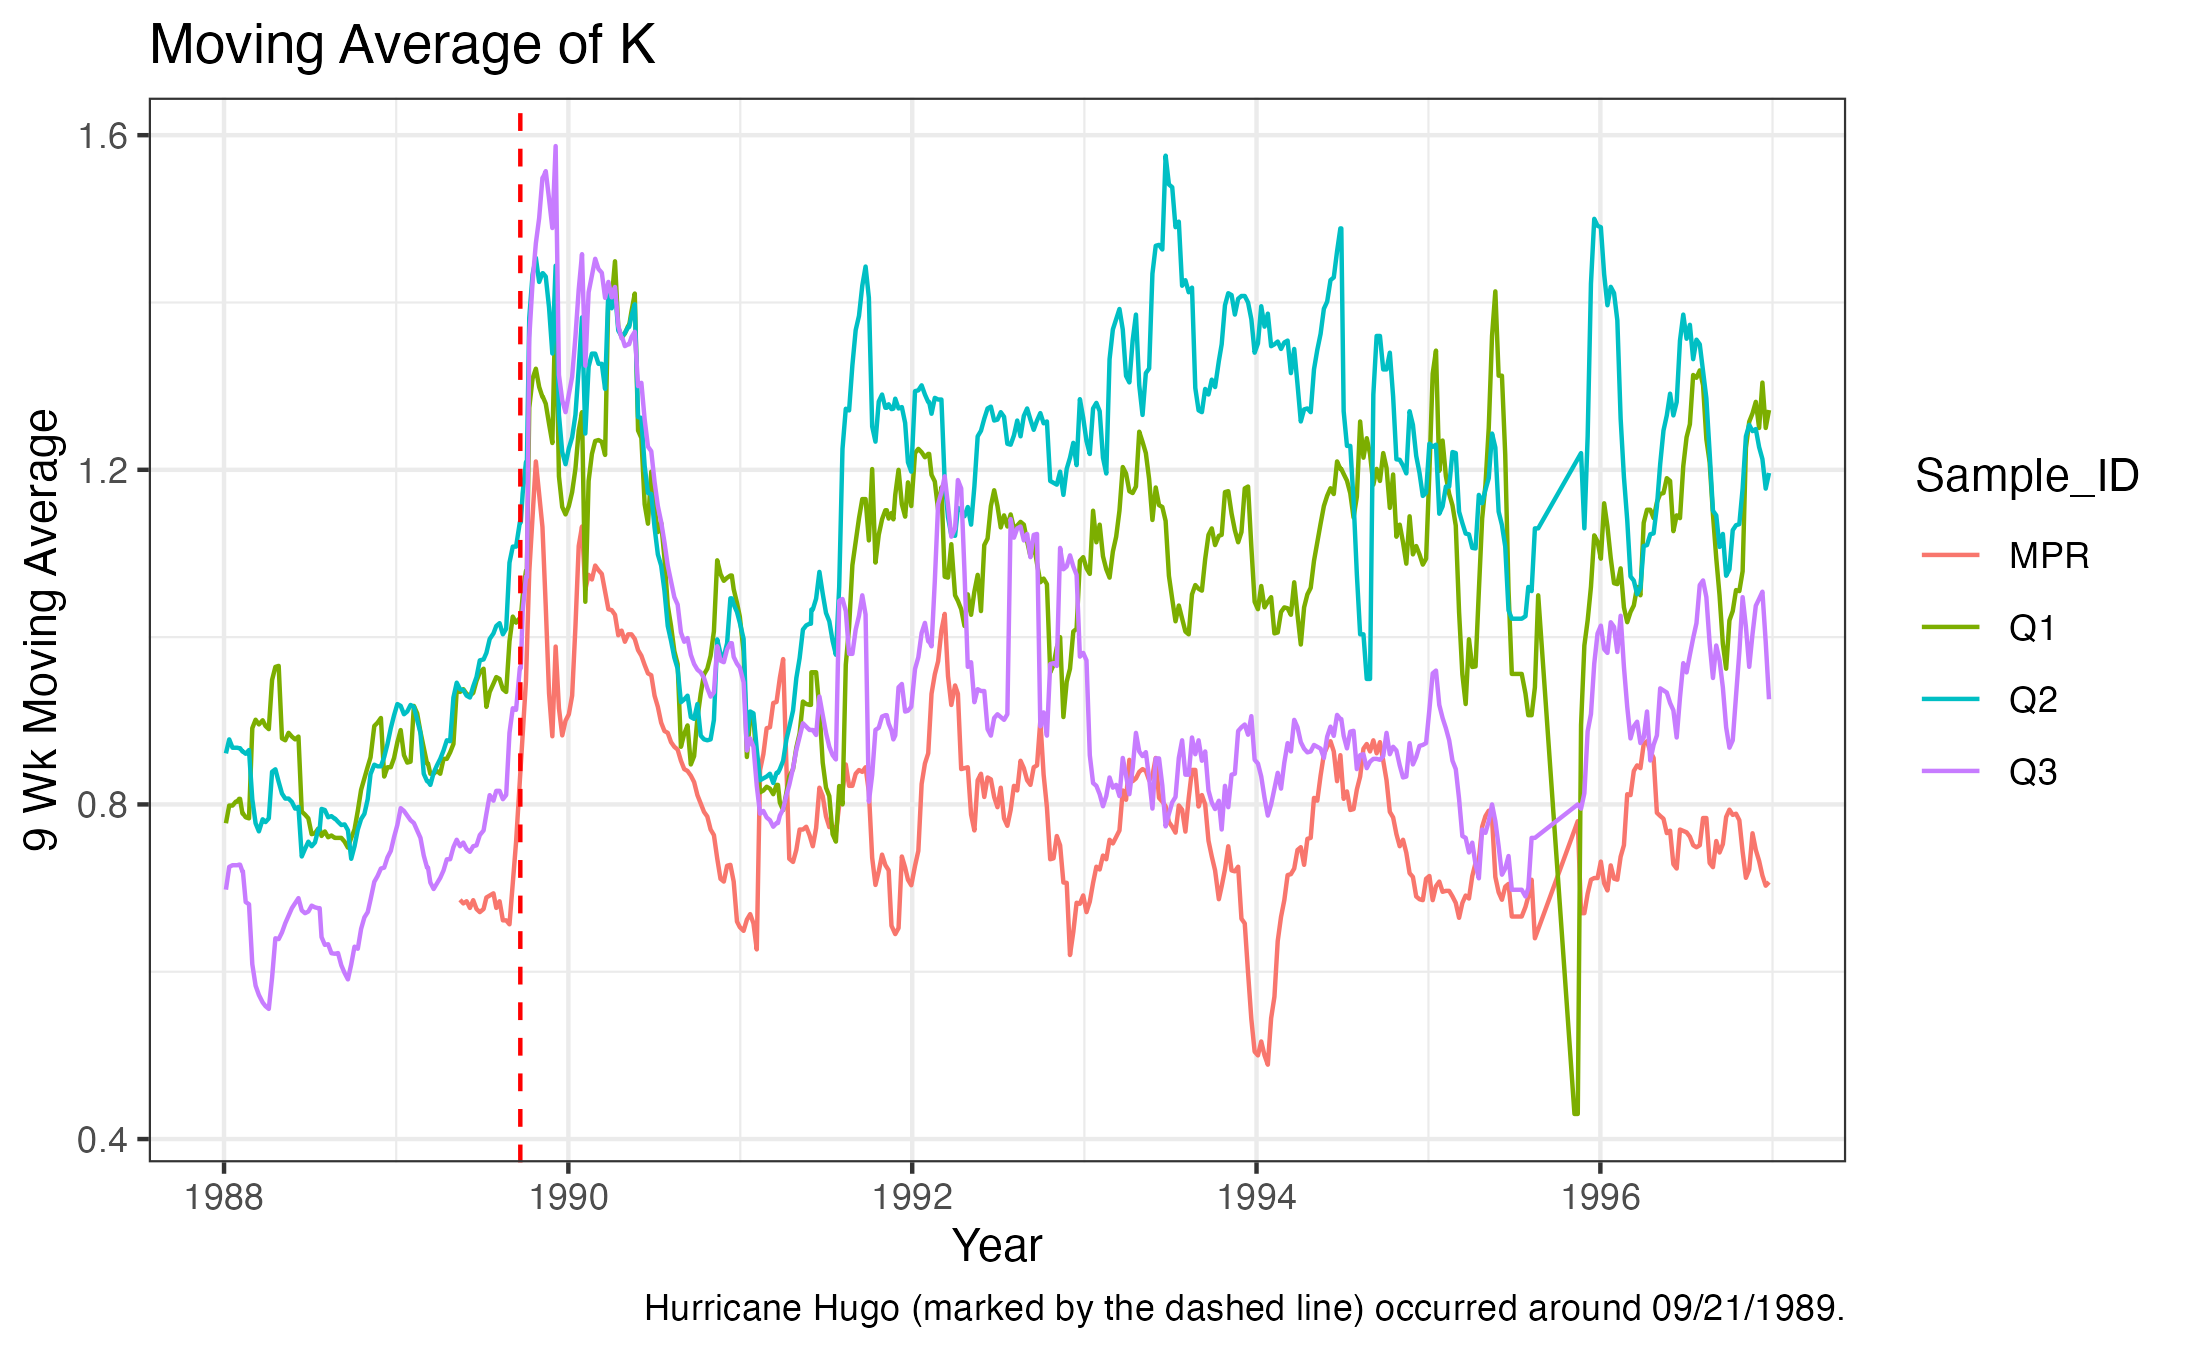 Moving Average of K
9 Wk Moving Average
1.6
1.2
0.8
0.4
1988
1990
1992
1994
1996
Year
Sample_ID
MPR
Q1
Q2
Q3
Hurricane Hugo (marked by the dashed line) occurred around 09/21/1989.